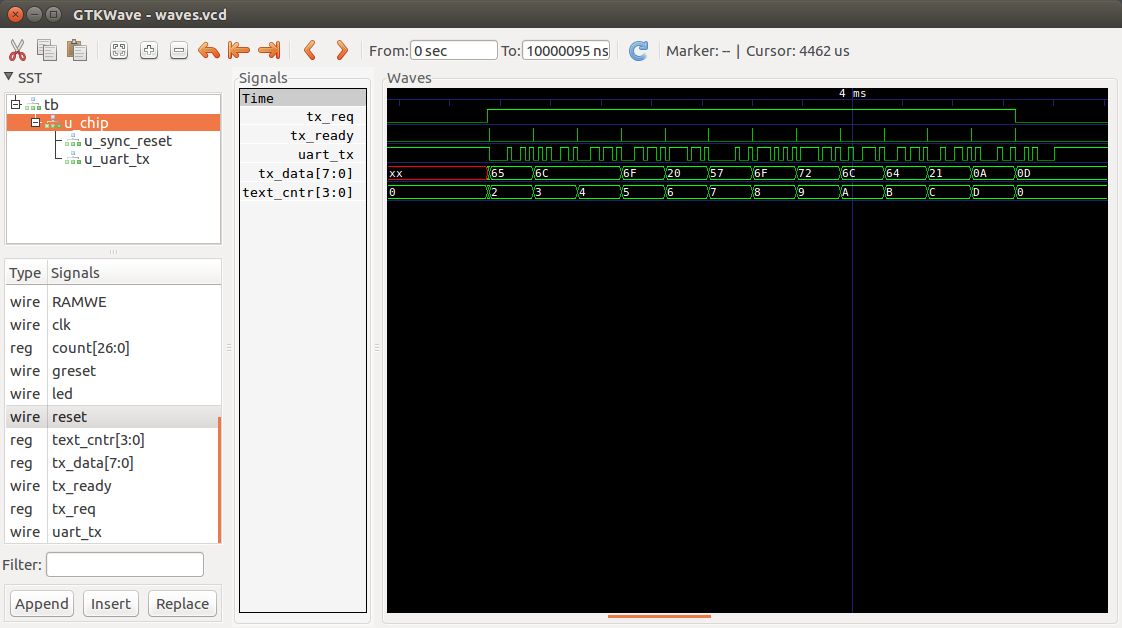 GTKWave - waves.vcd
From: 0 sec To: 10000095 ns Marker: -- | Cursor: 4462 us
SST
tb
u_chip
u_sync_reset
u_uart_tx
Type Signals
wire RAMWE
wire clk
reg count[26:0]
wire greset
wire led
wire reset
reg text_cntr[3:0]
reg tx_data[7:0]
wire tx_ready
reg tx_req
wire uart_tx
Filter:
Append Insert Replace
Signals
Time
tx_req
tx_ready
uart_tx
tx_data[7:0]
text_cntr[3:0]
Waves
4 ms
xx 65 6C 6F 20 57 6F 72 6C 64 21 0A 0D
0 2 3 4 5 6 7 8 9 A B C D 0